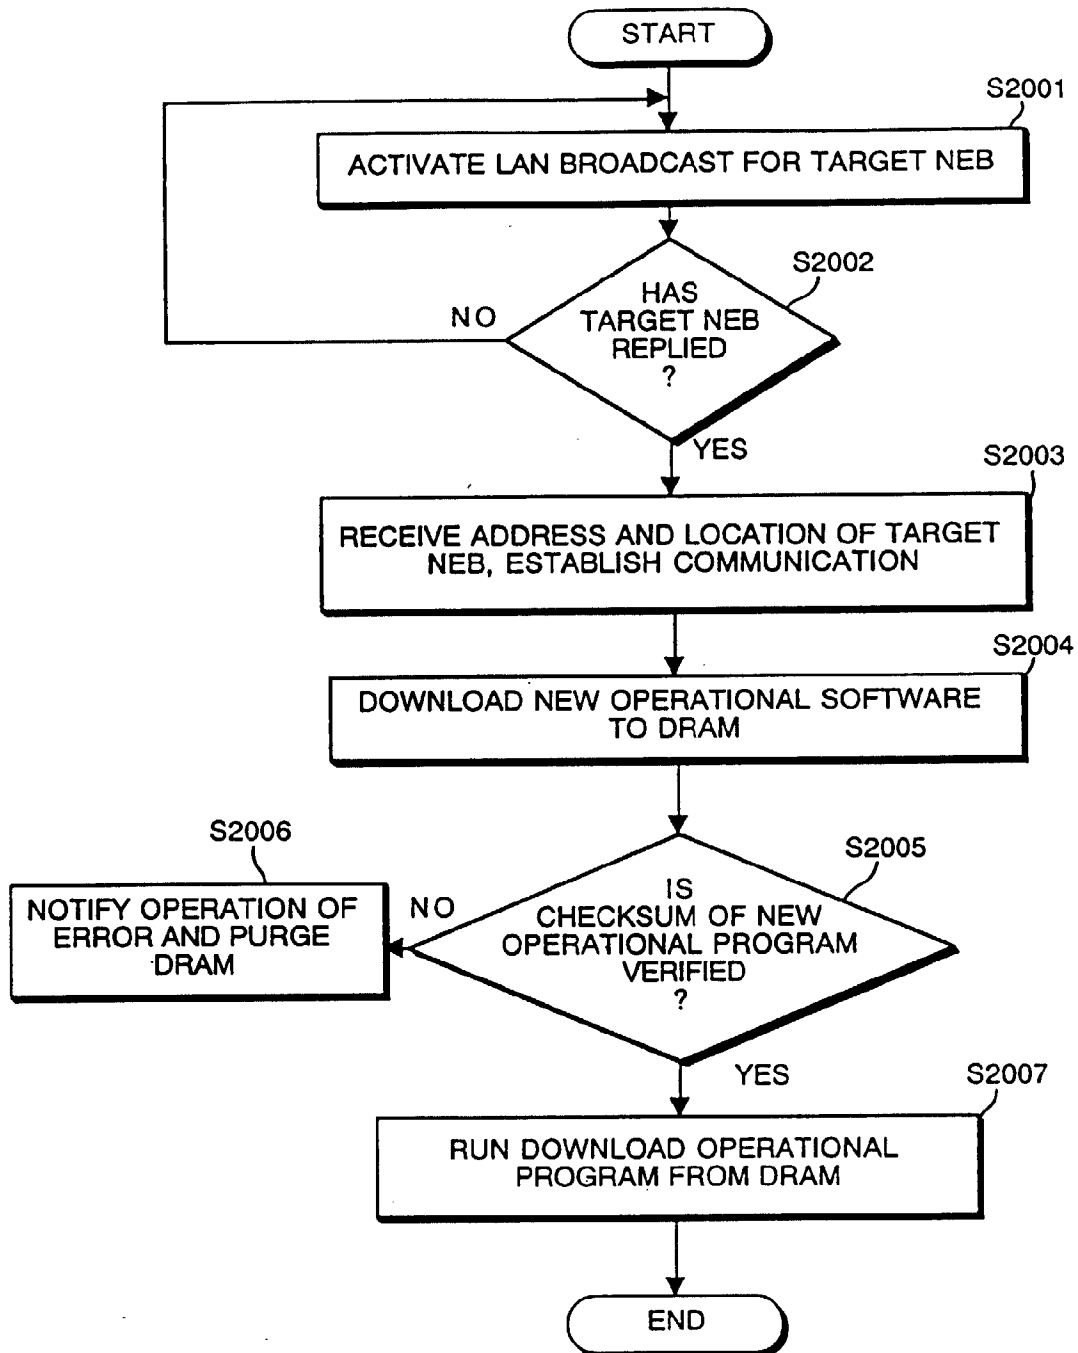 START
S2001
ACTIVATE LAN BROADCAST FOR TARGET NEB
S2002
HAS
TARGET NEB
REPLIED
?
NO
YES
S2003
RECEIVE ADDRESS AND LOCATION OF TARGET
NEB, ESTABLISH COMMUNICATION
S2004
DOWNLOAD NEW OPERATIONAL SOFTWARE
TO DRAM
S2005
IS
CHECKSUM OF NEW
OPERATIONAL PROGRAM
VERIFIED
?
NO
S2006
NOTIFY OPERATION OF
ERROR AND PURGE
DRAM
YES
S2007
RUN DOWNLOAD OPERATIONAL
PROGRAM FROM DRAM
END